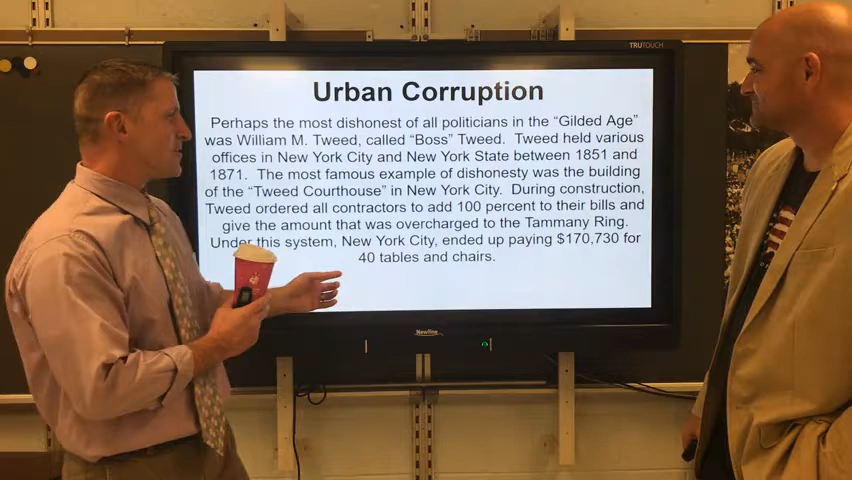 TRUTOUCH
Urban Corruption
Perhaps the most dishonest of all politicians in the "Gilded Age"
was William M. Tweed, called "Boss" Tweed. Tweed held various
offices in New York City and New York State between 1851 and
1871. The most famous example of dishonesty was the building
of the "Tweed Courthouse" in New York City. During construction,
Tweed ordered all contractors to add 100 percent to their bills and
give the amount that was overcharged to the Tammany Ring.
Under this system, New York City, ended up paying $170,730 for
40 tables and chairs.
Newline